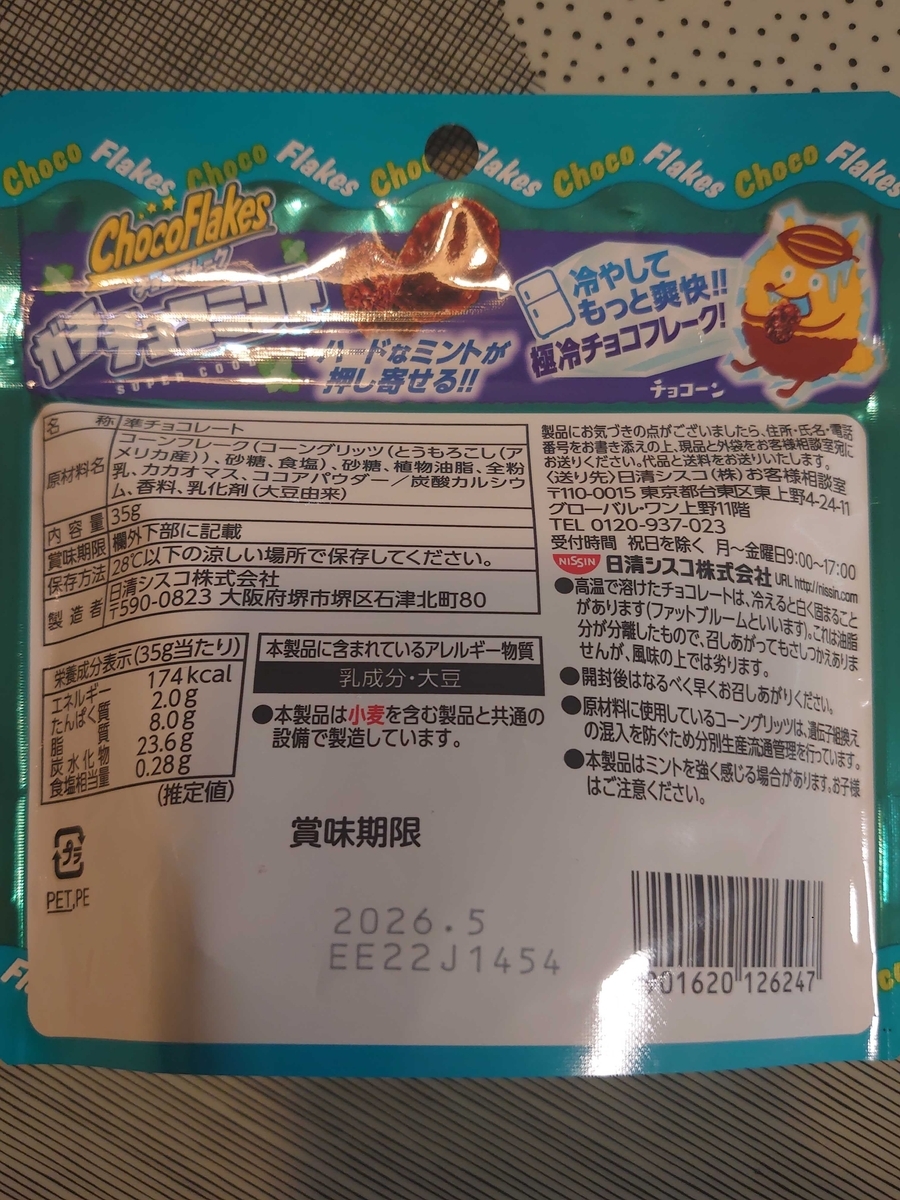 Choco Flakes Choco Flakes Choco Flakes Choco Flakes Choco Flakes
ChocoFlakes
チョコフレーク
ガチチョコミント
SUPER COOL
ハードなミントが
押し寄せる!!
冷やして
もっと爽快!!
極冷チョコフレーク!
チョコーン
名称 準チョコレート
原材料名 コーンフレーク(コーングリッツ(とうもろこし(ア
メリカ産))、砂糖、食塩)、砂糖、植物油脂、全粉
乳、カカオマス、ココアパウダー/炭酸カルシウ
ム、香料、乳化剤(大豆由来)
内容量 35g
賞味期限 欄外下部に記載
保存方法 28℃以下の涼しい場所で保存してください。
製造者 日清シスコ株式会社
〒590-0823 大阪府堺市堺区石津北町80
栄養成分表示(35g当たり)
エネルギー 174kcal
たんぱく質 2.0g
脂質 8.0g
炭水化物 23.6g
食塩相当量 0.28g
(推定値)
本製品に含まれているアレルギー物質
乳成分・大豆
●本製品は小麦を含む製品と共通の
設備で製造しています。
製品にお気づきの点がございましたら、住所・氏名・電話
番号をお書き添えの上、現品と外袋をお客様相談室宛に
お送りください。代品と送料をお送りいたします。
〈送り先〉日清シスコ(株)お客様相談室
〒110-0015 東京都台東区東上野4-24-11
グローバル・ワン上野11階
TEL 0120-937-023
受付時間 祝日を除く 月～金曜日9:00～17:00
NISSIN 日清シスコ株式会社 URL http://nissin.com
●高温で溶けたチョコレートは、冷えると白く固まること
があります(ファットブルームといいます)。これは油脂
分が分離したもので、召しあがってもさしつかえありま
せんが、風味の上では劣ります。
●開封後はなるべく早くお召しあがりください。
●原材料に使用しているコーングリッツは、遺伝子組換え
の混入を防ぐため分別生産流通管理を行っています。
●本製品はミントを強く感じる場合があります。お子様
はご注意ください。
プラ
PET,PE
賞味期限
2026.5
EE22J1454
901620 126247